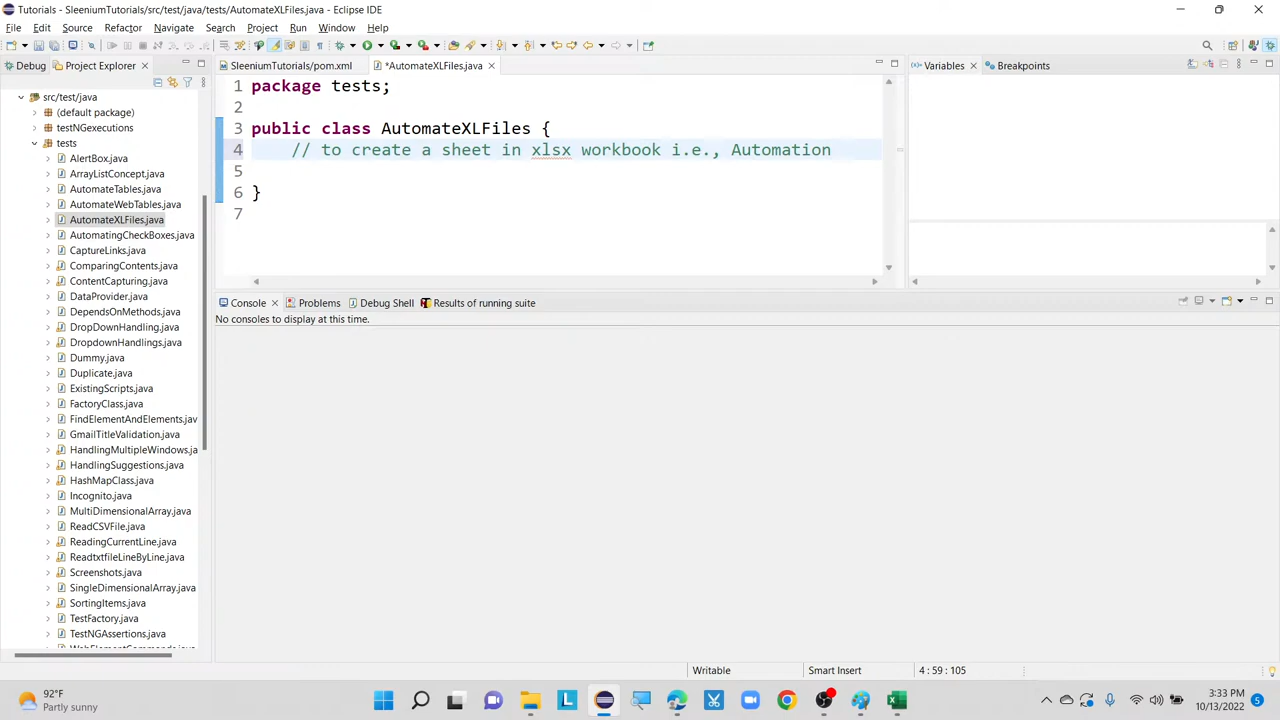 Tutorials - SleeniumTutorials/src/test/java/tests/AutomateXLFiles.java - Eclipse IDE
File Edit Source Refactor Navigate Search Project Run Window Help
Debug Project Explorer SleeniumTutorials/pom.xml *AutomateXLFiles.java Variables Breakpoints
src/test/java
(default package)
testNGexecutions
tests
AlertBox.java
ArrayListConcept.java
AutomateTables.java
AutomateWebTables.java
AutomateXLFiles.java
AutomatingCheckBoxes.java
CaptureLinks.java
ComparingContents.java
ContentCapturing.java
DataProvider.java
DependsOnMethods.java
DropDownHandling.java
DropdownHandlings.java
Dummy.java
Duplicate.java
ExistingScripts.java
FactoryClass.java
FindElementAndElements.jav
GmailTitleValidation.java
HandlingMultipleWindows.ja
HandlingSuggestions.java
HashMapClass.java
Incognito.java
MultiDimensionalArray.java
ReadCSVFile.java
ReadingCurrentLine.java
ReadtxtfileLineByLine.java
Screenshots.java
SingleDimensionalArray.java
SortingItems.java
TestFactory.java
TestNGAssertions.java
1 package tests;
2
3 public class AutomateXLFiles {
4 // to create a sheet in xlsx workbook i.e., Automation
5
6 }
7
Console Problems Debug Shell Results of running suite
No consoles to display at this time.
Writable Smart Insert 4 : 59 : 105
92°F
Partly sunny
3:33 PM
10/13/2022